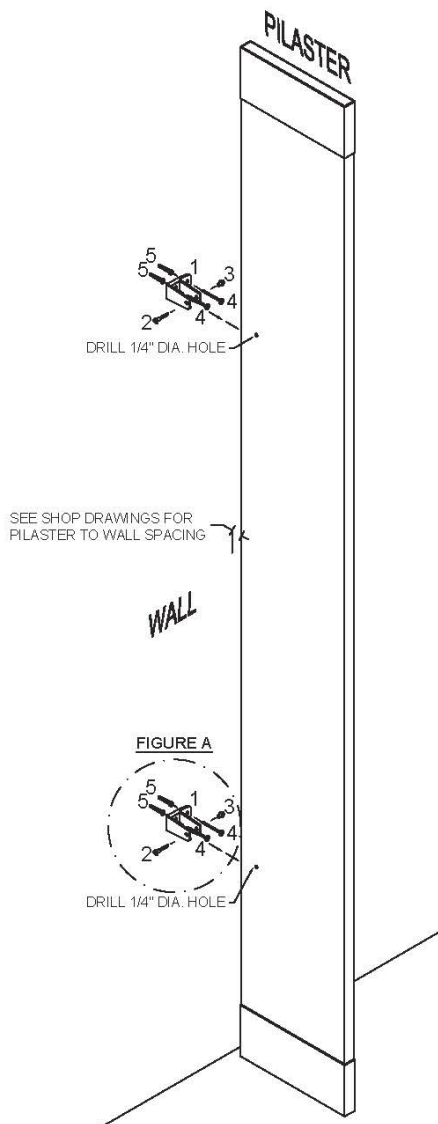 PILASTER
5 1
5 3
2 4 4
DRILL 1/4" DIA. HOLE
SEE SHOP DRAWINGS FOR
PILASTER TO WALL SPACING
WALL
FIGURE A
5 1
5 3
2 4 4
DRILL 1/4" DIA. HOLE